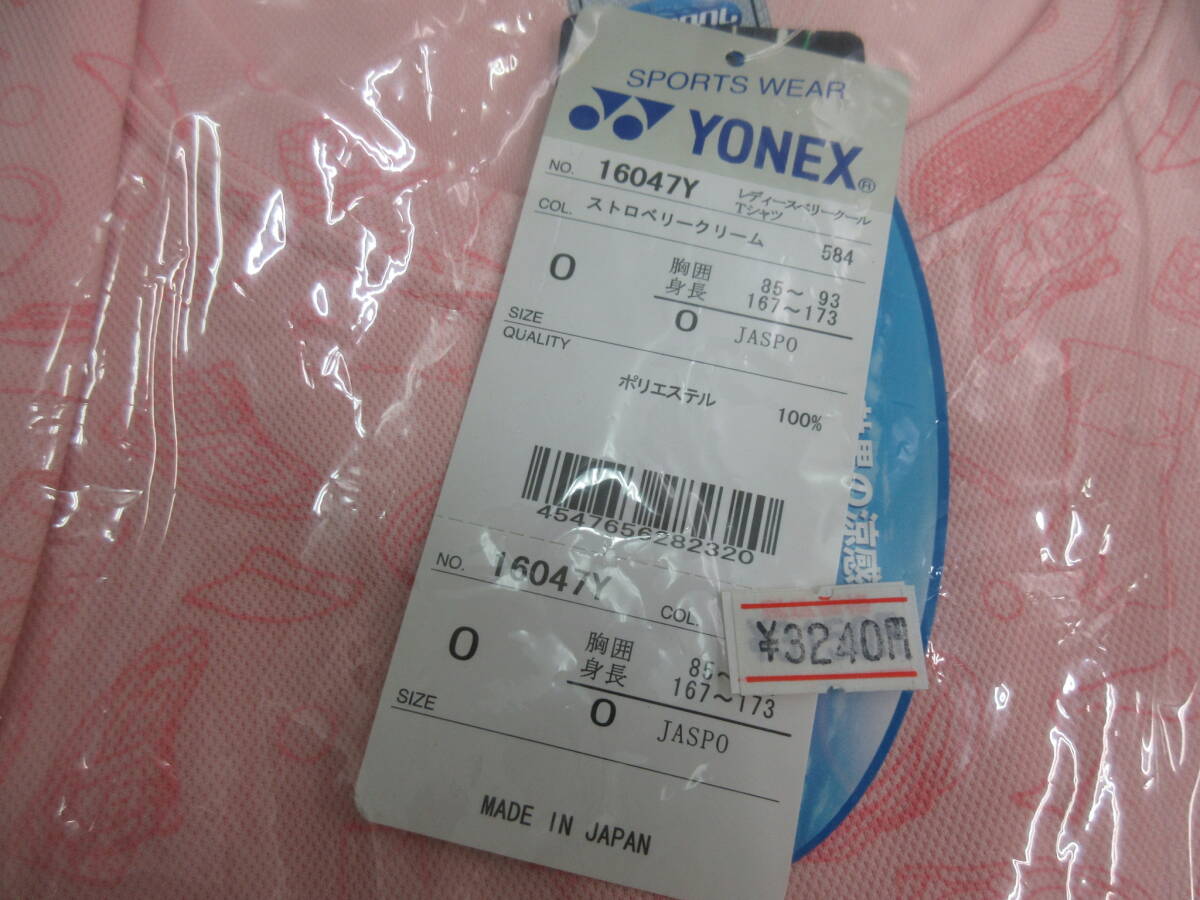 SPORTS WEAR
YONEX®
NO. 16047Y レディースベリークール
Tシャツ
COL. ストロベリークリーム 584
O 胸囲 85～ 93
身長 167～173
SIZE O JASPO
QUALITY
ポリエステル 100%
4547656282320
NO. 16047Y COL.
O 胸囲 85～
身長 167～173
SIZE O JASPO
MADE IN JAPAN
¥3240円
の涼感